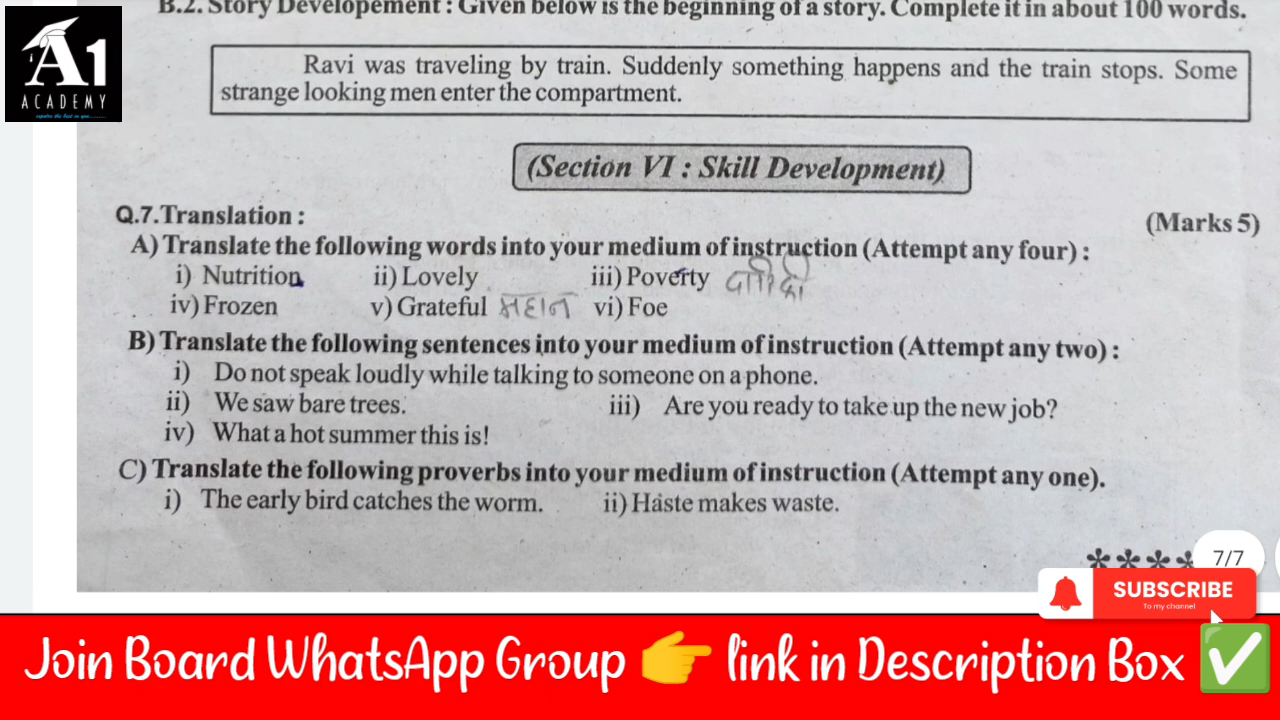 B.2. Story Developement : Given below is the beginning of a story. Complete it in about 100 words.
A1
ACADEMY
Ravi was traveling by train. Suddenly something happens and the train stops. Some
strange looking men enter the compartment.
(Section VI : Skill Development)
Q.7. Translation : (Marks 5)
A) Translate the following words into your medium of instruction (Attempt any four) :
i) Nutrition ii) Lovely iii) Poverty
iv) Frozen v) Grateful महान vi) Foe
B) Translate the following sentences into your medium of instruction (Attempt any two) :
i) Do not speak loudly while talking to someone on a phone.
ii) We saw bare trees. iii) Are you ready to take up the new job?
iv) What a hot summer this is!
C) Translate the following proverbs into your medium of instruction (Attempt any one).
i) The early bird catches the worm. ii) Haste makes waste.
****
7/7
SUBSCRIBE
To my channel
Join Board WhatsApp Group 👉 link in Description Box ✅